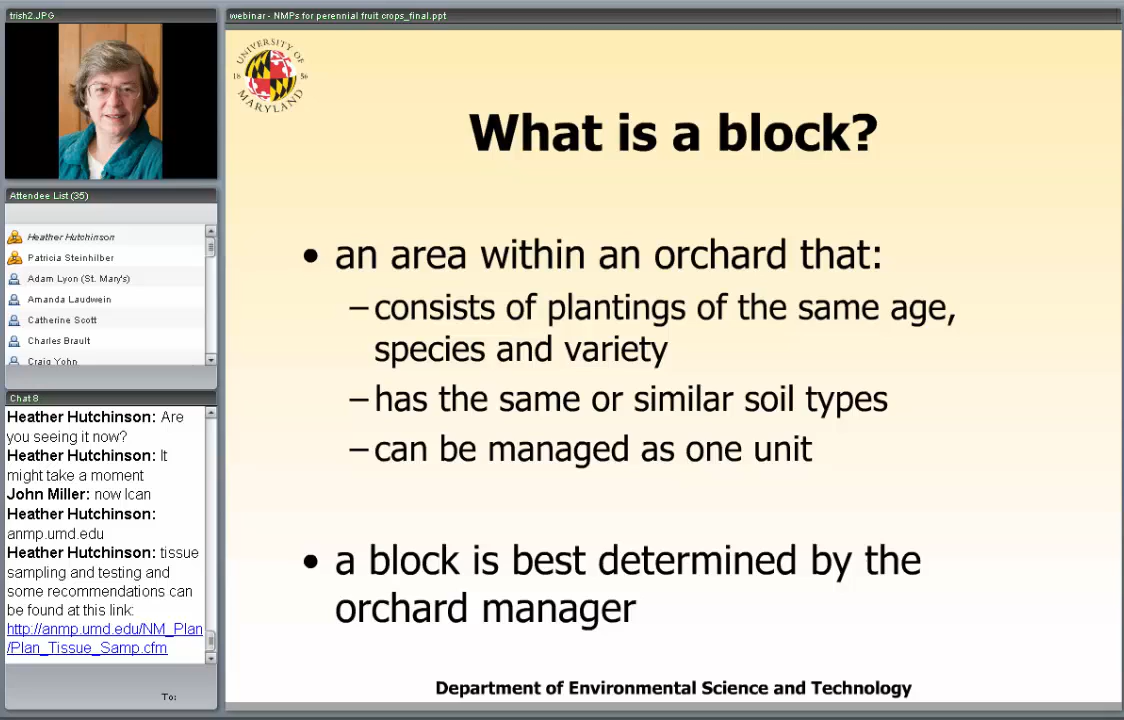 trish2.JPG
Attendee List (35)
Heather Hutchinson
Patricia Steinhilber
Adam Lyon (St. Mary's)
Amanda Laudwein
Catherine Scott
Charles Brault
Craig Yohn
Chat 8
Heather Hutchinson: Are
you seeing it now?
Heather Hutchinson: It
might take a moment
John Miller: now Ican
Heather Hutchinson:
anmp.umd.edu
Heather Hutchinson: tissue
sampling and testing and
some recommendations can
be found at this link:
http://anmp.umd.edu/NM_Plan
/Plan_Tissue_Samp.cfm
To:
webinar - NMPs for perennial fruit crops_final.ppt
UNIVERSITY OF
18 56
MARYLAND
What is a block?
• an area within an orchard that:
–consists of plantings of the same age,
species and variety
–has the same or similar soil types
–can be managed as one unit
• a block is best determined by the
orchard manager
Department of Environmental Science and Technology